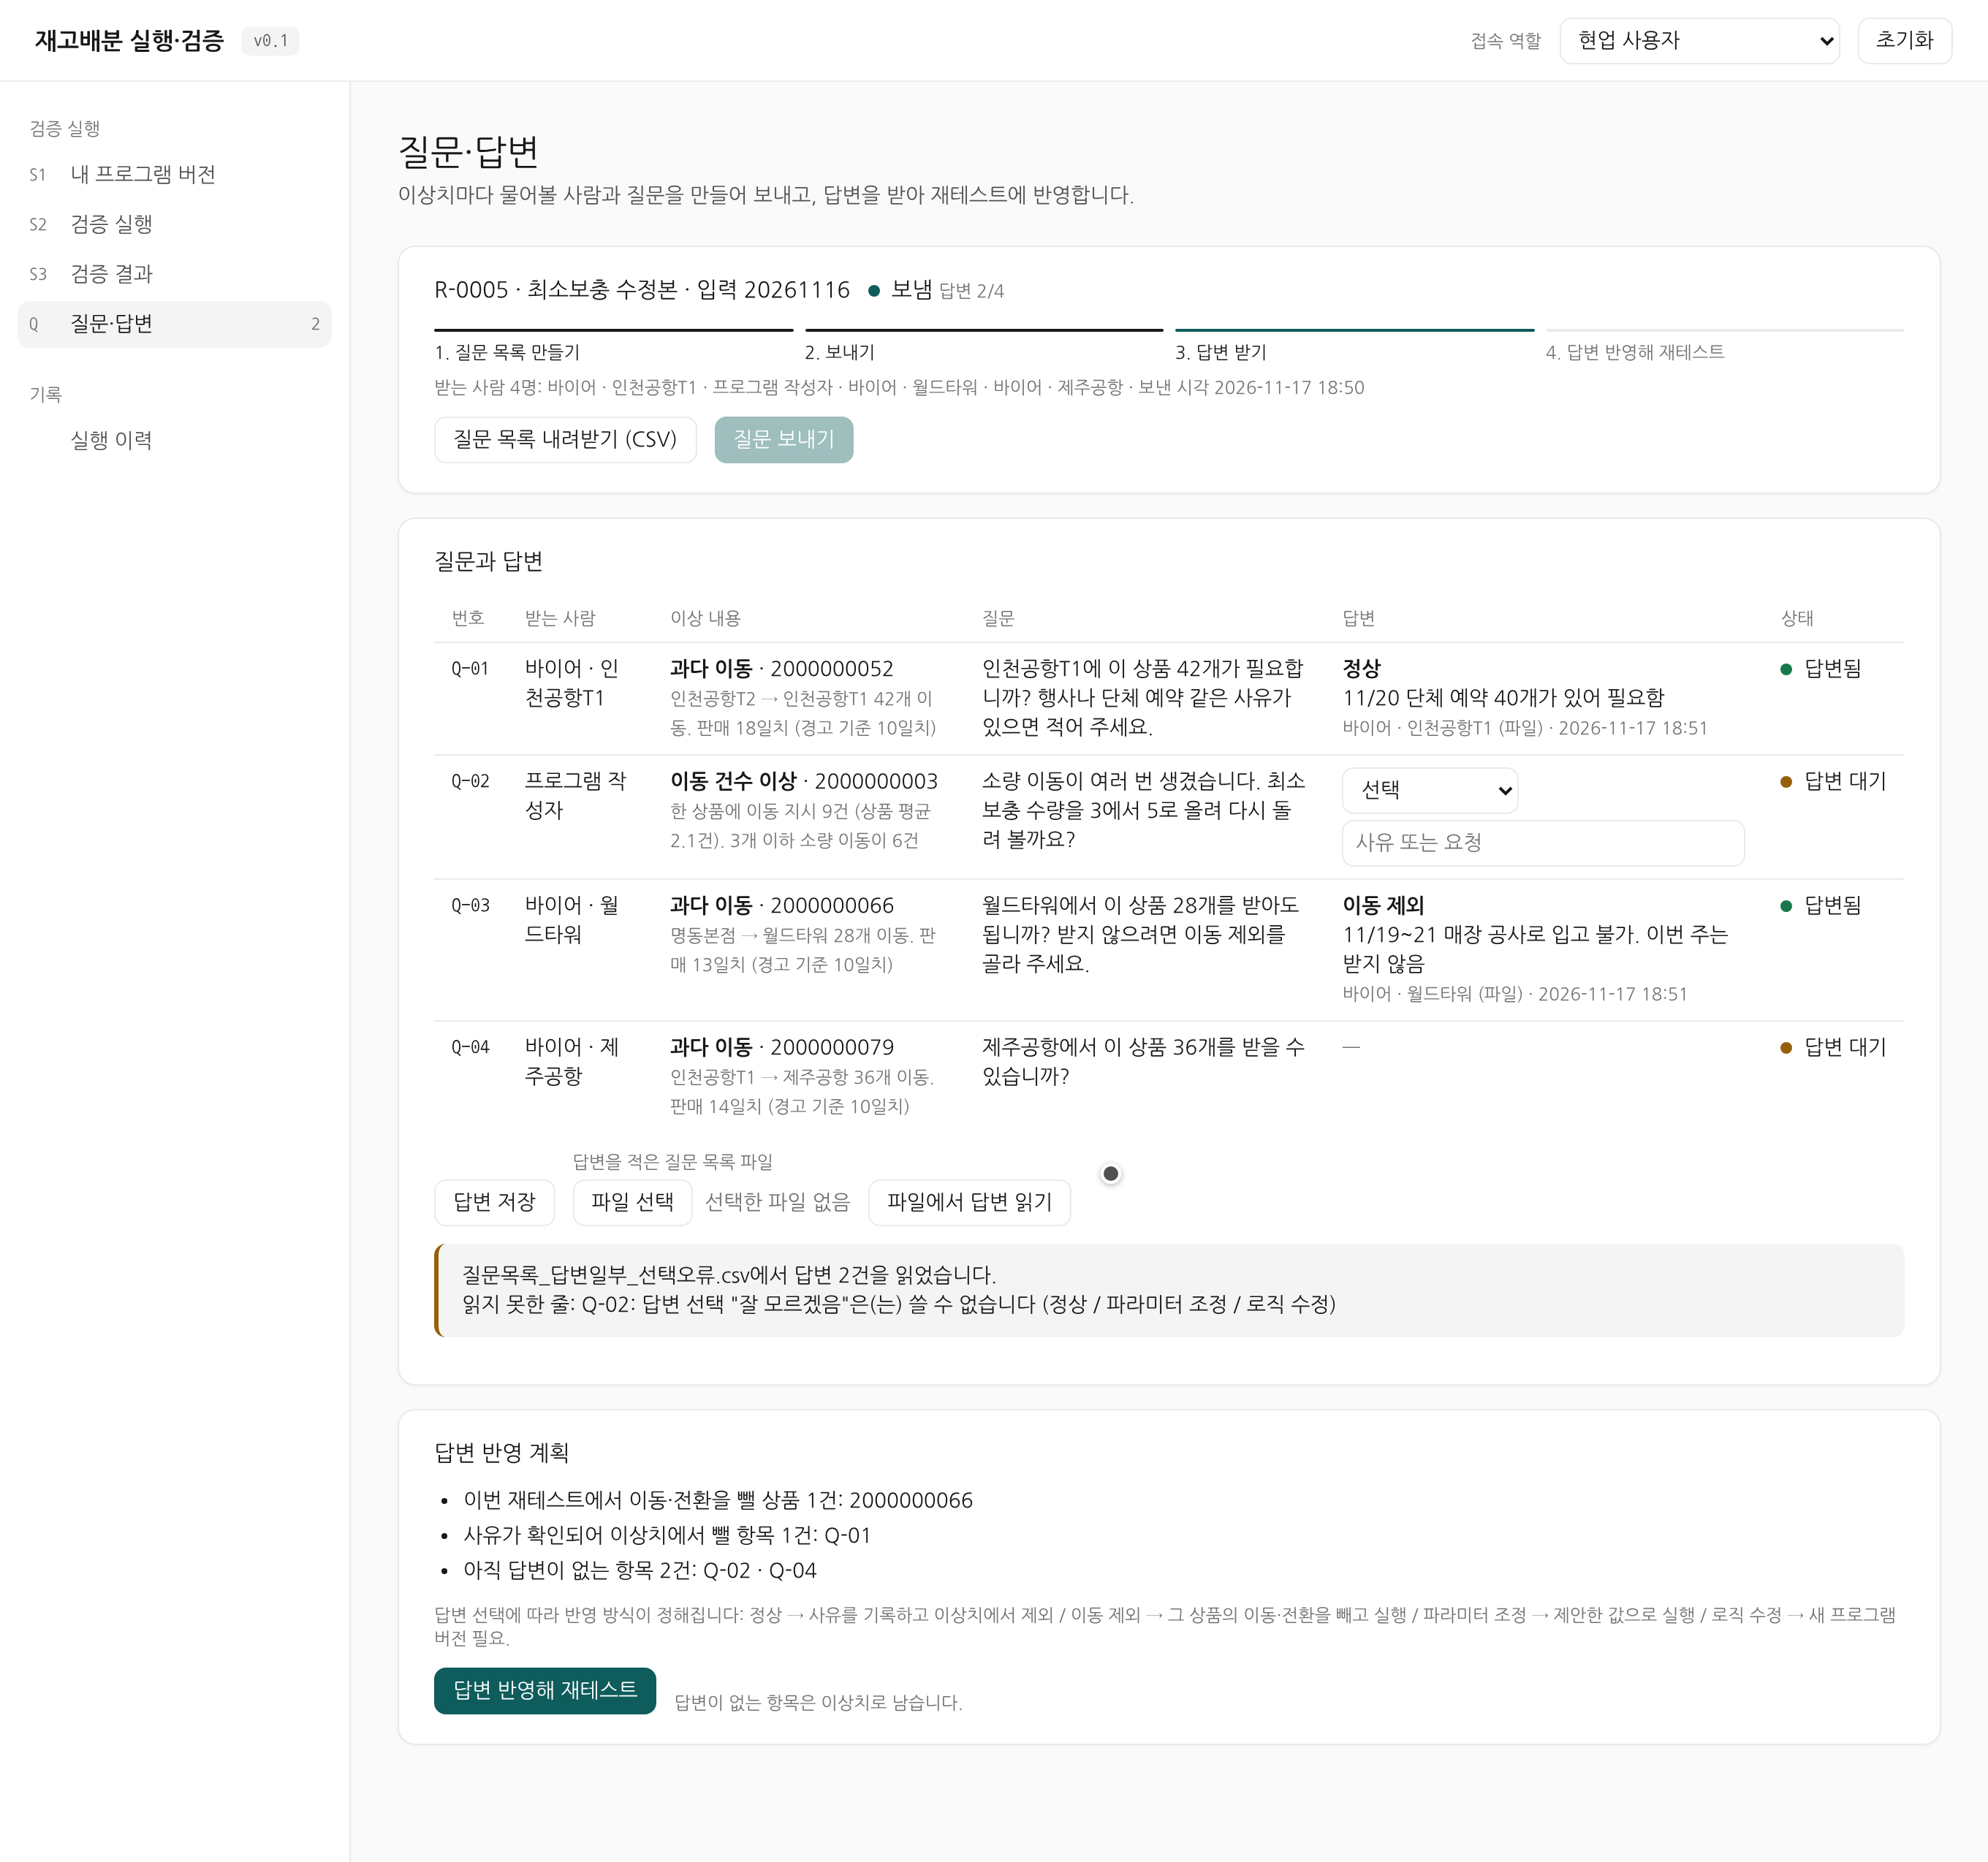 재고배분 실행·검증 v0.1 접속 역할 현업 사용자 초기화
검증 실행
S1 내 프로그램 버전
S2 검증 실행
S3 검증 결과
Q 질문·답변 2
기록
실행 이력
질문·답변
이상치마다 물어볼 사람과 질문을 만들어 보내고, 답변을 받아 재테스트에 반영합니다.
R-0005 · 최소보충 수정본 · 입력 20261116 보냄 답변 2/4
1. 질문 목록 만들기 2. 보내기 3. 답변 받기 4. 답변 반영해 재테스트
받는 사람 4명: 바이어 · 인천공항T1 · 프로그램 작성자 · 바이어 · 월드타워 · 바이어 · 제주공항 · 보낸 시각 2026-11-17 18:50
질문 목록 내려받기 (CSV) 질문 보내기
질문과 답변
번호 받는 사람 이상 내용 질문 답변 상태
Q-01
바이어 · 인
천공항T1
과다 이동 · 2000000052
인천공항T2 → 인천공항T1 42개 이
동. 판매 18일치 (경고 기준 10일치)
인천공항T1에 이 상품 42개가 필요합
니까? 행사나 단체 예약 같은 사유가
있으면 적어 주세요.
정상
11/20 단체 예약 40개가 있어 필요함
바이어 · 인천공항T1 (파일) · 2026-11-17 18:51
답변됨
Q-02
프로그램 작
성자
이동 건수 이상 · 2000000003
한 상품에 이동 지시 9건 (상품 평균
2.1건). 3개 이하 소량 이동이 6건
소량 이동이 여러 번 생겼습니다. 최소
보충 수량을 3에서 5로 올려 다시 돌
려 볼까요?
선택
사유 또는 요청
답변 대기
Q-03
바이어 · 월
드타워
과다 이동 · 2000000066
명동본점 → 월드타워 28개 이동. 판
매 13일치 (경고 기준 10일치)
월드타워에서 이 상품 28개를 받아도
됩니까? 받지 않으려면 이동 제외를
골라 주세요.
이동 제외
11/19~21 매장 공사로 입고 불가. 이번 주는
받지 않음
바이어 · 월드타워 (파일) · 2026-11-17 18:51
답변됨
Q-04
바이어 · 제
주공항
과다 이동 · 2000000079
인천공항T1 → 제주공항 36개 이동.
판매 14일치 (경고 기준 10일치)
제주공항에서 이 상품 36개를 받을 수
있습니까?
—
답변 대기
답변을 적은 질문 목록 파일
답변 저장 파일 선택 선택한 파일 없음 파일에서 답변 읽기
질문목록_답변일부_선택오류.csv에서 답변 2건을 읽었습니다.
읽지 못한 줄: Q-02: 답변 선택 "잘 모르겠음"은(는) 쓸 수 없습니다 (정상 / 파라미터 조정 / 로직 수정)
답변 반영 계획
• 이번 재테스트에서 이동·전환을 뺄 상품 1건: 2000000066
• 사유가 확인되어 이상치에서 뺄 항목 1건: Q-01
• 아직 답변이 없는 항목 2건: Q-02 · Q-04
답변 선택에 따라 반영 방식이 정해집니다: 정상 → 사유를 기록하고 이상치에서 제외 / 이동 제외 → 그 상품의 이동·전환을 빼고 실행 / 파라미터 조정 → 제안한 값으로 실행 / 로직 수정 → 새 프로그램
버전 필요.
답변 반영해 재테스트 답변이 없는 항목은 이상치로 남습니다.